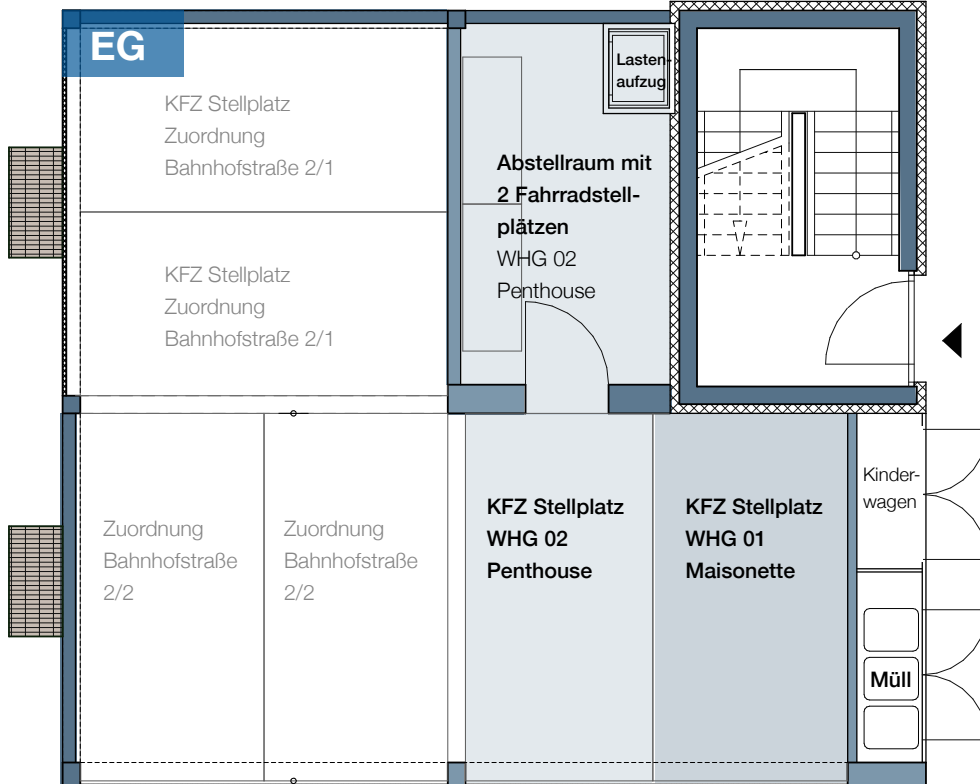 EG
KFZ Stellplatz
Zuordnung
Bahnhofstraße 2/1
Lasten-
aufzug
Abstellraum mit
2 Fahrradstell-
plätzen
WHG 02
Penthouse
KFZ Stellplatz
Zuordnung
Bahnhofstraße 2/1
Zuordnung
Bahnhofstraße
2/2
Zuordnung
Bahnhofstraße
2/2
KFZ Stellplatz
WHG 02
Penthouse
KFZ Stellplatz
WHG 01
Maisonette
Kinder-
wagen
Müll